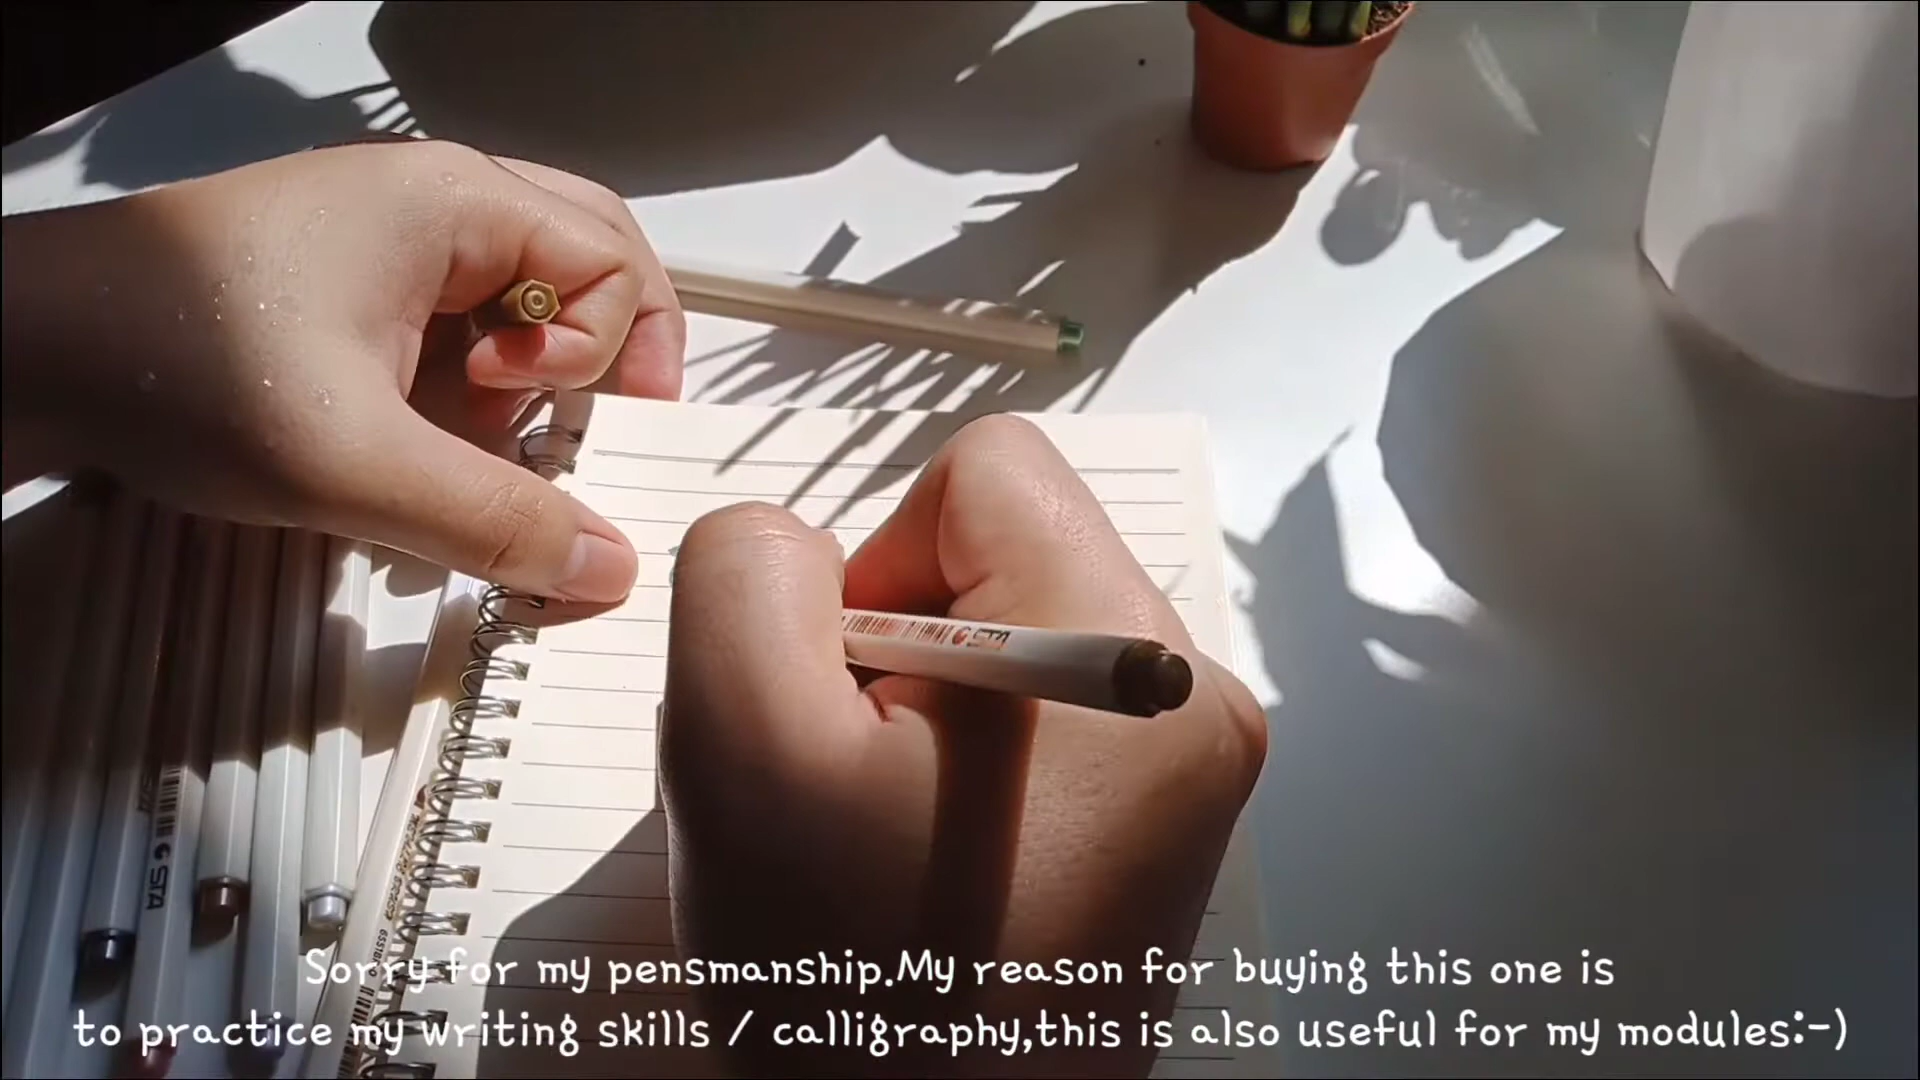 STA
STA
Sorry for my pensmanship.My reason for buying this one is
to practice my writing skills / calligraphy,this is also useful for my modules:-)